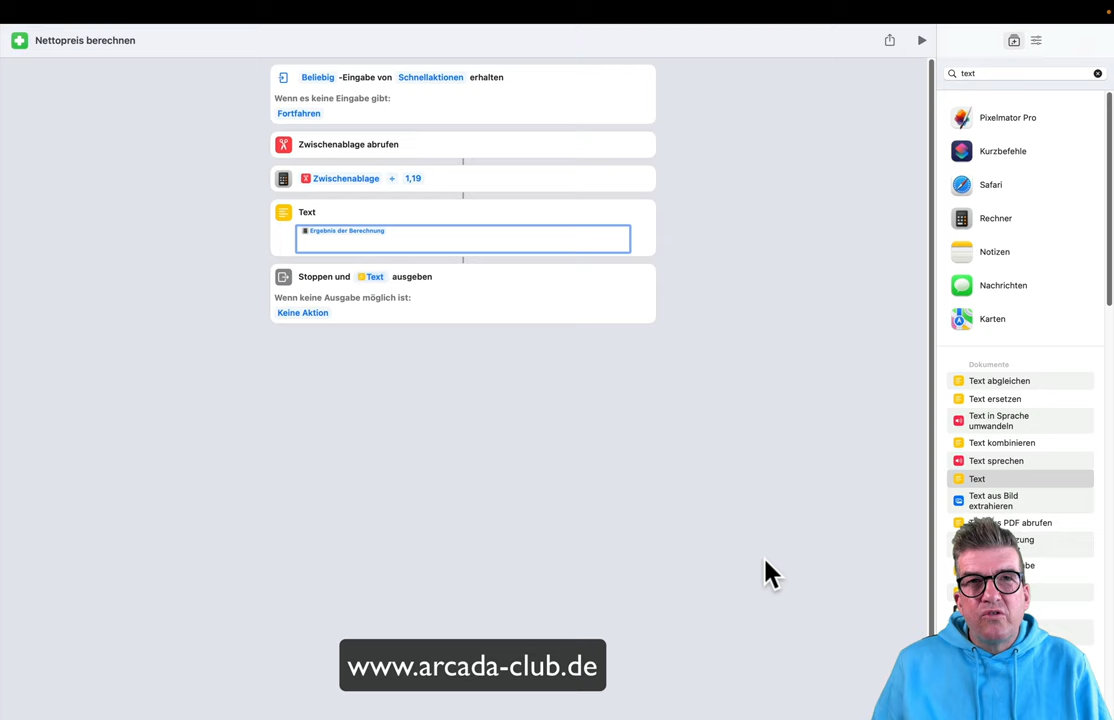 Nettopreis berechnen
Beliebig -Eingabe von Schnellaktionen erhalten
Wenn es keine Eingabe gibt:
Fortfahren
Zwischenablage abrufen
Zwischenablage ÷ 1,19
Text
Ergebnis der Berechnung
Stoppen und Text ausgeben
Wenn keine Ausgabe möglich ist:
Keine Aktion
text
Pixelmator Pro
Kurzbefehle
Safari
Rechner
Notizen
Nachrichten
Karten
Dokumente
Text abgleichen
Text ersetzen
Text in Sprache
umwandeln
Text kombinieren
Text sprechen
Text
Text aus Bild
extrahieren
PDF abrufen
www.arcada-club.de